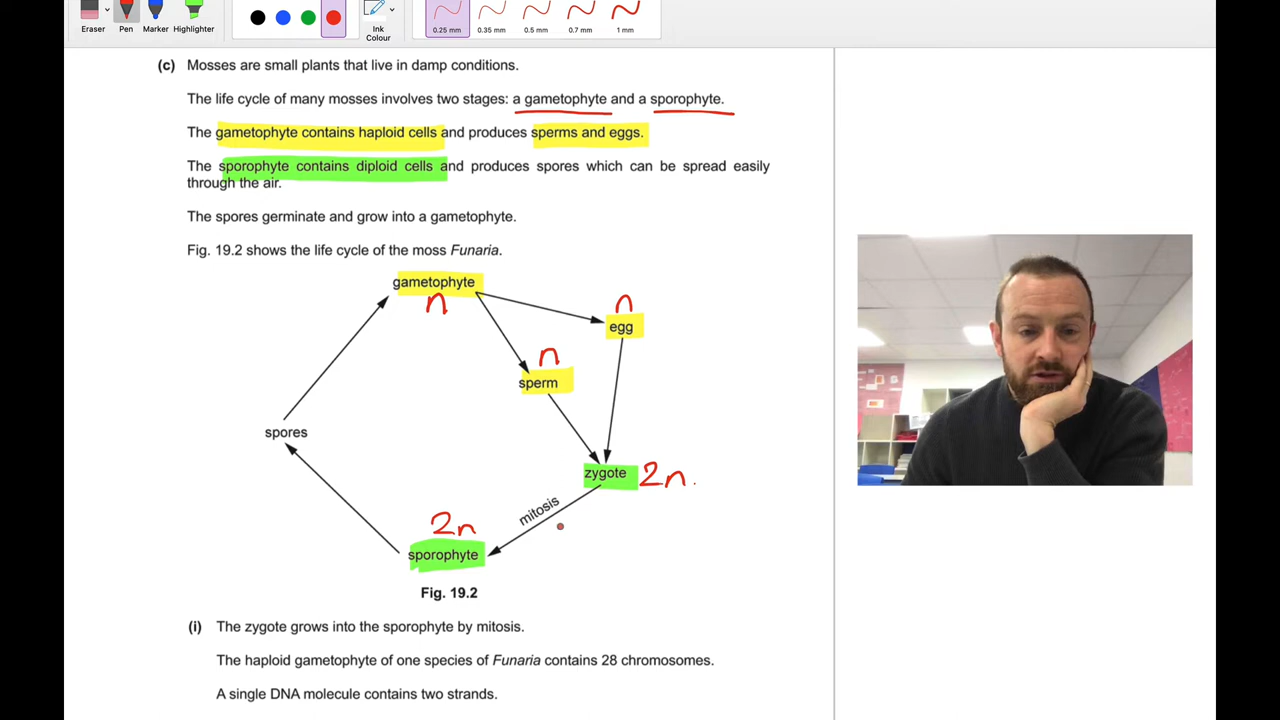 Eraser Pen Marker Highlighter Ink Colour 0.25 mm 0.35 mm 0.5 mm 0.7 mm 1 mm
(c) Mosses are small plants that live in damp conditions.
The life cycle of many mosses involves two stages: a gametophyte and a sporophyte.
The gametophyte contains haploid cells and produces sperms and eggs.
The sporophyte contains diploid cells and produces spores which can be spread easily
through the air.
The spores germinate and grow into a gametophyte.
Fig. 19.2 shows the life cycle of the moss Funaria.
gametophyte
n
n
egg
n
sperm
spores
zygote 2n.
mitosis
2n
sporophyte
Fig. 19.2
(i) The zygote grows into the sporophyte by mitosis.
The haploid gametophyte of one species of Funaria contains 28 chromosomes.
A single DNA molecule contains two strands.